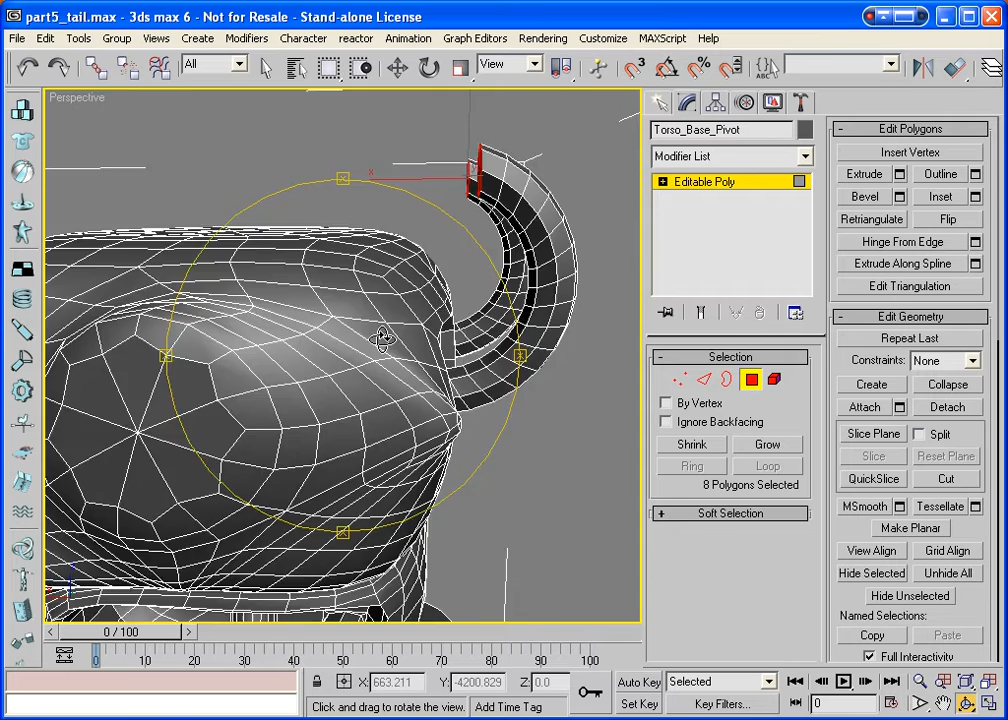 part5_tail.max - 3ds max 6 - Not for Resale - Stand-alone License
File Edit Tools Group Views Create Modifiers Character reactor Animation Graph Editors Rendering Customize MAXScript Help
All View
Perspective
x
Torso_Base_Pivot
Modifier List
Editable Poly
Selection
By Vertex
Ignore Backfacing
Shrink Grow
Ring Loop
8 Polygons Selected
Soft Selection
Edit Polygons
Insert Vertex
Extrude Outline
Bevel Inset
Retriangulate Flip
Hinge From Edge
Extrude Along Spline
Edit Triangulation
Edit Geometry
Repeat Last
Constraints: None
Create Collapse
Attach Detach
Slice Plane Split
Slice Reset Plane
QuickSlice Cut
MSmooth Tessellate
Make Planar
View Align Grid Align
Hide Selected Unhide All
Hide Unselected
Named Selections:
Copy Paste
Full Interactivity
0 / 100
0 10 20 30 40 50 60 70 80 90 100
X: 663.211 Y: -4200.829 Z: 0.0
Auto Key Selected
Click and drag to rotate the view. Add Time Tag
Set Key Key Filters... 0